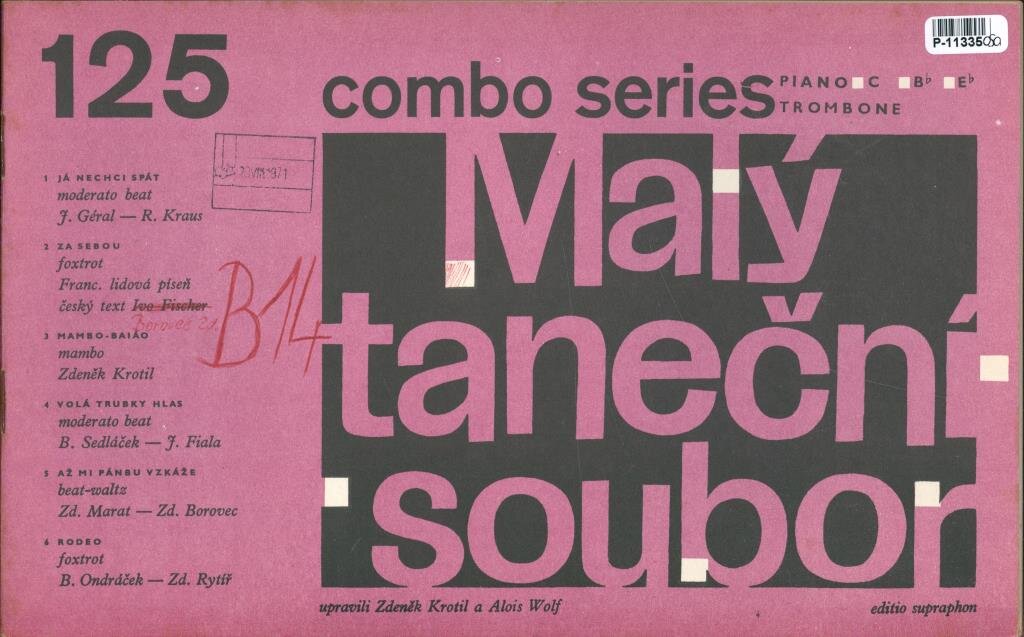 125
combo series
PIANO C B♭ E♭
TROMBONE
P-11335
1 JÁ NECHCI SPÁT
moderato beat
J. Géral — R. Kraus
2 ZA SEBOU
foxtrot
Franc. lidová píseň
český text Ivo Fischer
Borovec Zd.
3 MAMBO-BAIÃO
mambo
Zdeněk Krotil
4 VOLÁ TRUBKY HLAS
moderato beat
B. Sedláček — J. Fiala
5 AŽ MI PÁNBU VZKÁŽE
beat-waltz
Zd. Marat — Zd. Borovec
6 RODEO
foxtrot
B. Ondráček — Zd. Rytíř
B14
Malý
taneční
soubor
upravili Zdeněk Krotil a Alois Wolf
editio supraphon